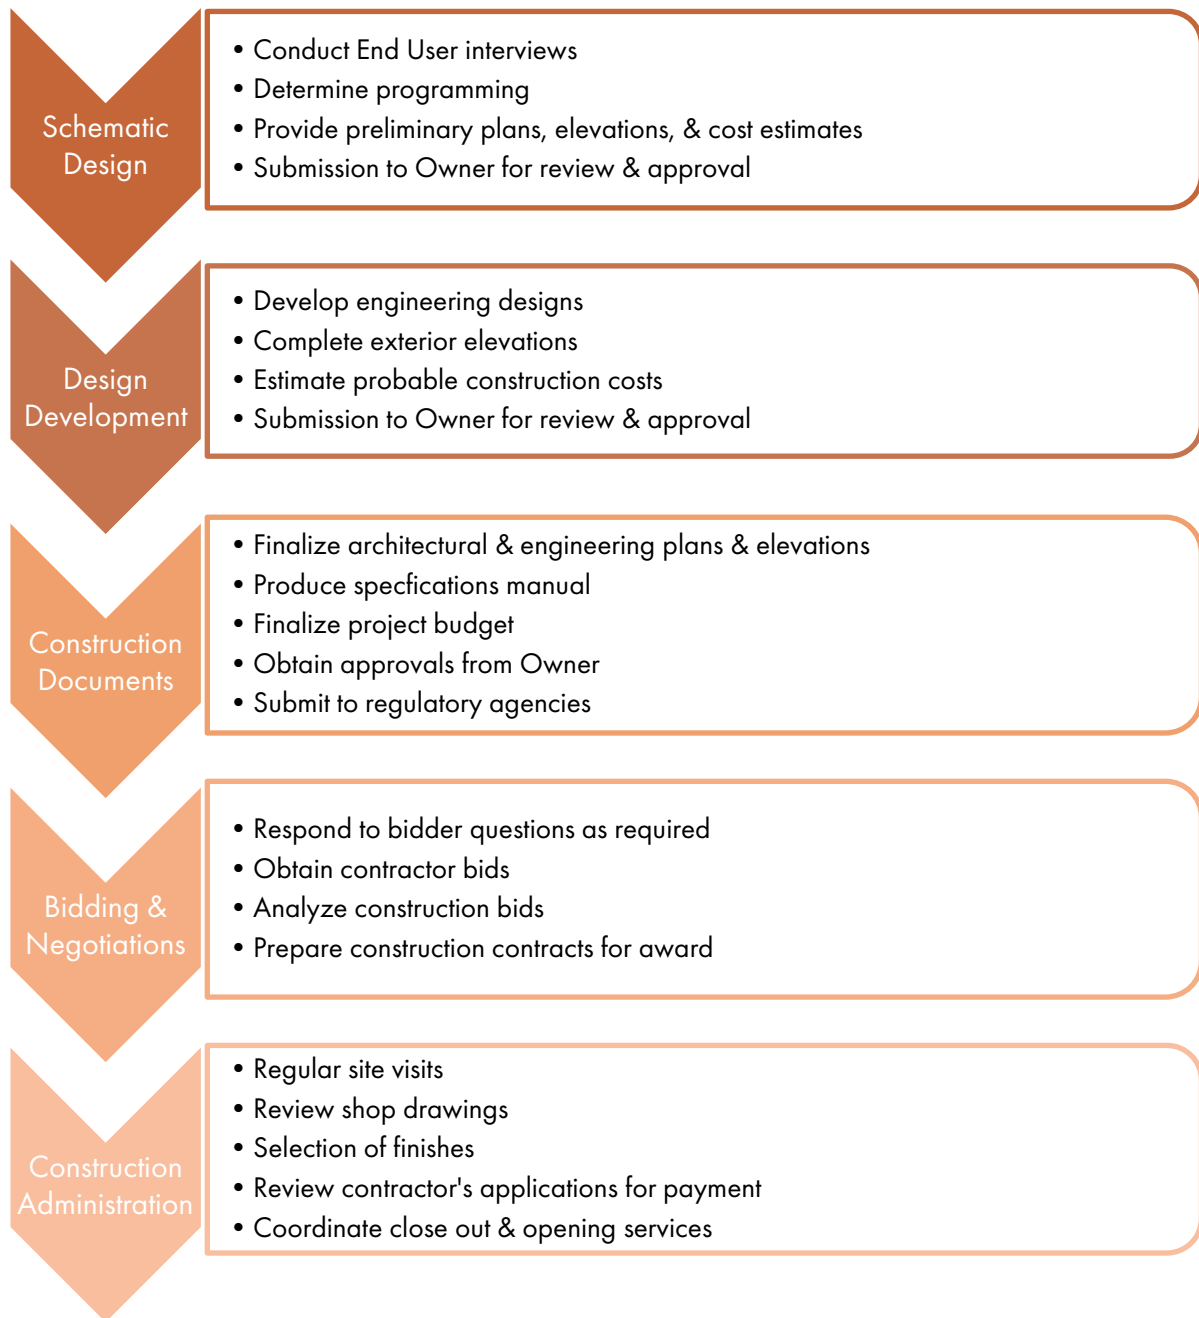 Schematic
Design
• Conduct End User interviews
• Determine programming
• Provide preliminary plans, elevations, & cost estimates
• Submission to Owner for review & approval
Design
Development
• Develop engineering designs
• Complete exterior elevations
• Estimate probable construction costs
• Submission to Owner for review & approval
Construction
Documents
• Finalize architectural & engineering plans & elevations
• Produce specfications manual
• Finalize project budget
• Obtain approvals from Owner
• Submit to regulatory agencies
Bidding &
Negotiations
• Respond to bidder questions as required
• Obtain contractor bids
• Analyze construction bids
• Prepare construction contracts for award
Construction
Administration
• Regular site visits
• Review shop drawings
• Selection of finishes
• Review contractor's applications for payment
• Coordinate close out & opening services